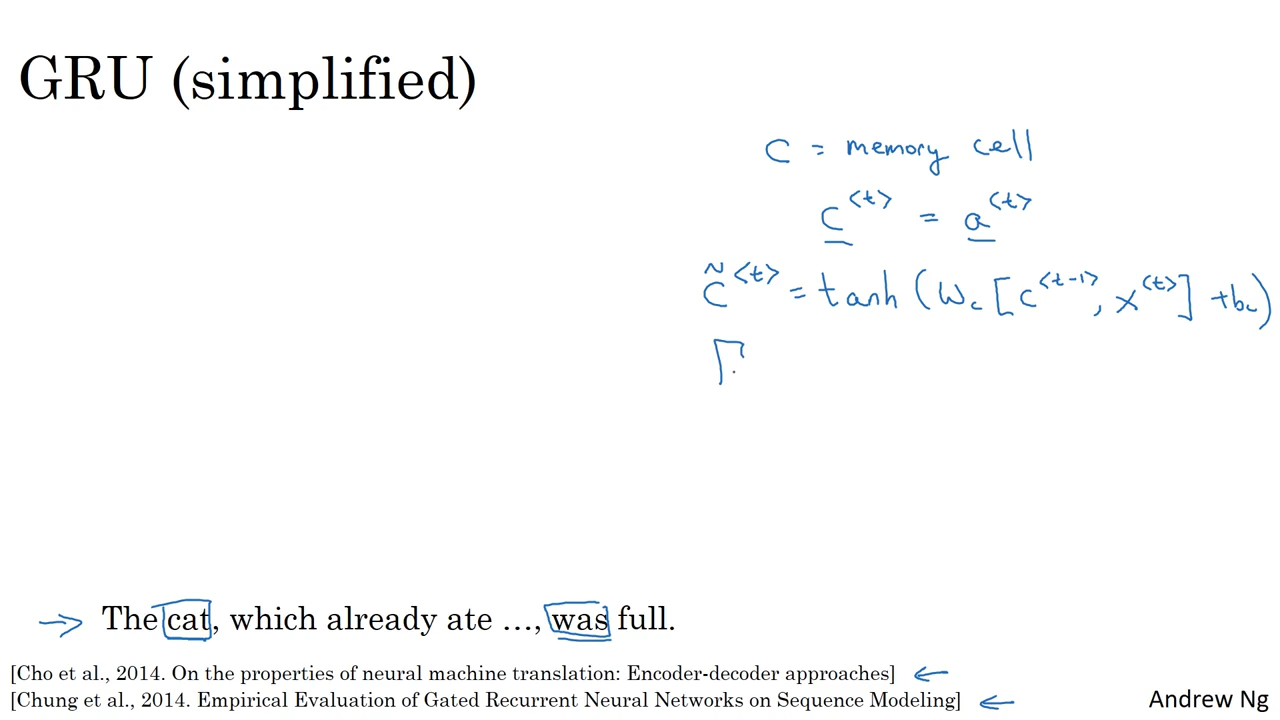 GRU (simplified)
c = memory cell
c^<t> = a^<t>
c̃^<t> = tanh (Wc [c^<t-1>, x^<t>] + bc)
Γ
→ The cat, which already ate ..., was full.
[Cho et al., 2014. On the properties of neural machine translation: Encoder-decoder approaches] ←
[Chung et al., 2014. Empirical Evaluation of Gated Recurrent Neural Networks on Sequence Modeling] ←
Andrew Ng